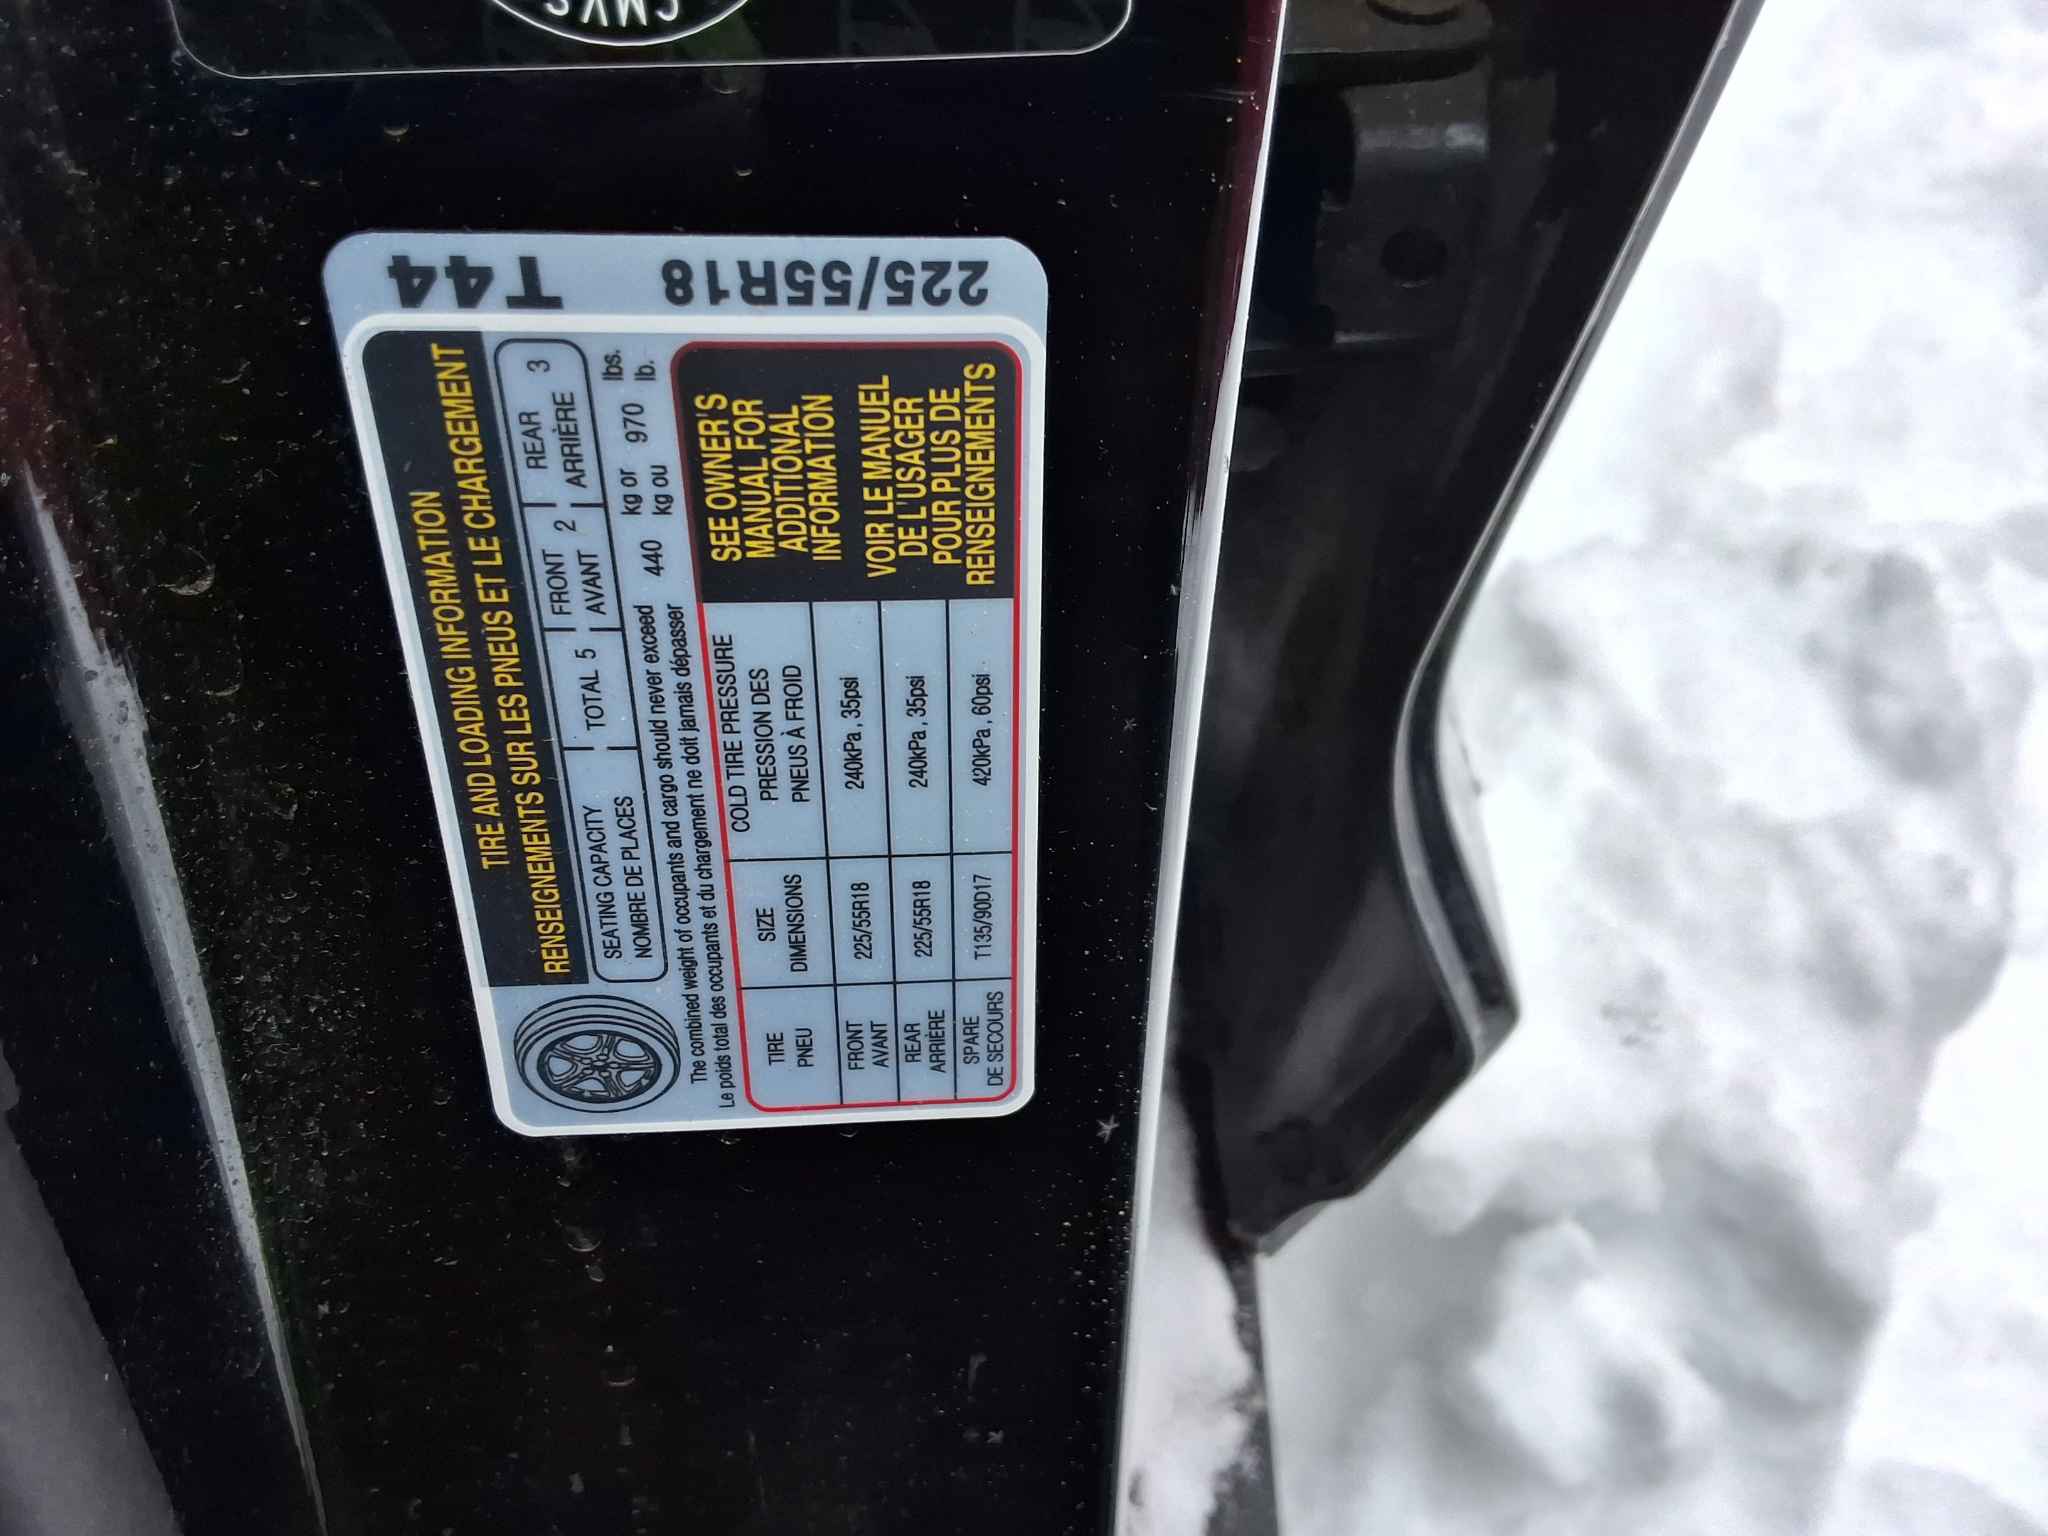 CMVS
T44
225/55R18
TIRE AND LOADING INFORMATION
RENSEIGNEMENTS SUR LES PNEUS ET LE CHARGEMENT
SEATING CAPACITY
NOMBRE DE PLACES
TOTAL 5
FRONT
AVANT
2
REAR
ARRIÈRE
3
The combined weight of occupants and cargo should never exceed 440 kg or 970 lbs.
Le poids total des occupants et du chargement ne doit jamais dépasser kg ou lb.
TIRE
PNEU
SIZE
DIMENSIONS
COLD TIRE PRESSURE
PRESSION DES
PNEUS À FROID
FRONT
AVANT
225/55R18
240kPa , 35psi
REAR
ARRIÈRE
225/55R18
240kPa , 35psi
SPARE
DE SECOURS
T135/90D17
420kPa , 60psi
SEE OWNER'S
MANUAL FOR
ADDITIONAL
INFORMATION
VOIR LE MANUEL
DE L'USAGER
POUR PLUS DE
RENSEIGNEMENTS